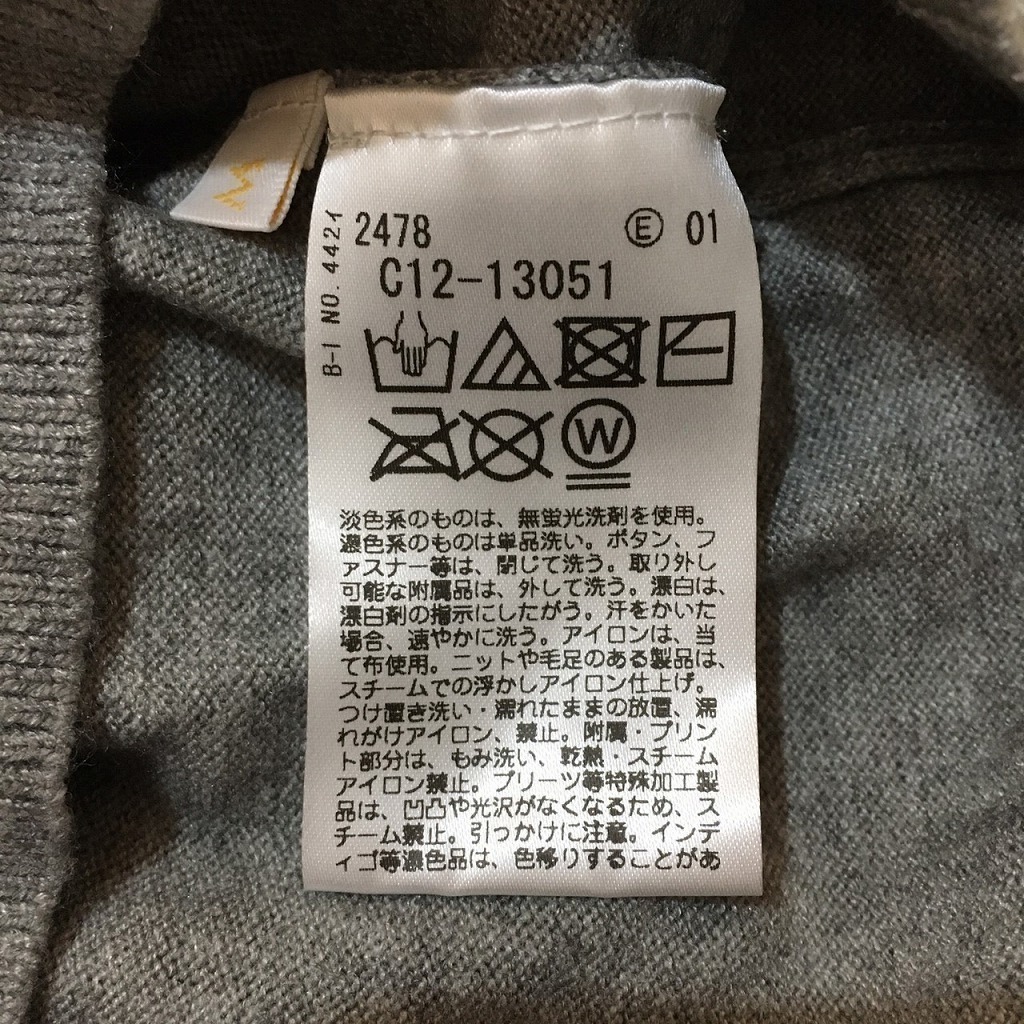 2478 Ⓔ 01
C12-13051
B-1 NO.442イ
W
淡色系のものは、無蛍光洗剤を使用。
濃色系のものは単品洗い。ボタン、フ
ァスナー等は、閉じて洗う。取り外し
可能な附属品は、外して洗う。漂白は、
漂白剤の指示にしたがう。汗をかいた
場合、速やかに洗う。アイロンは、当
て布使用。ニットや毛足のある製品は、
スチームでの浮かしアイロン仕上げ。
つけ置き洗い・濡れたままの放置、濡
れがけアイロン、禁止。附属・プリン
ト部分は、もみ洗い、乾熱・スチーム
アイロン禁止。プリーツ等特殊加工製
品は、凹凸や光沢がなくなるため、ス
チーム禁止。引っかけに注意。インデ
ィゴ等濃色品は、色移りすることがあ